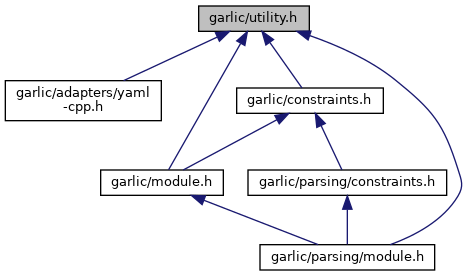 garlic/utility.h
garlic/adapters/yaml
-cpp.h
garlic/constraints.h
garlic/module.h
garlic/parsing/constraints.h
garlic/parsing/module.h